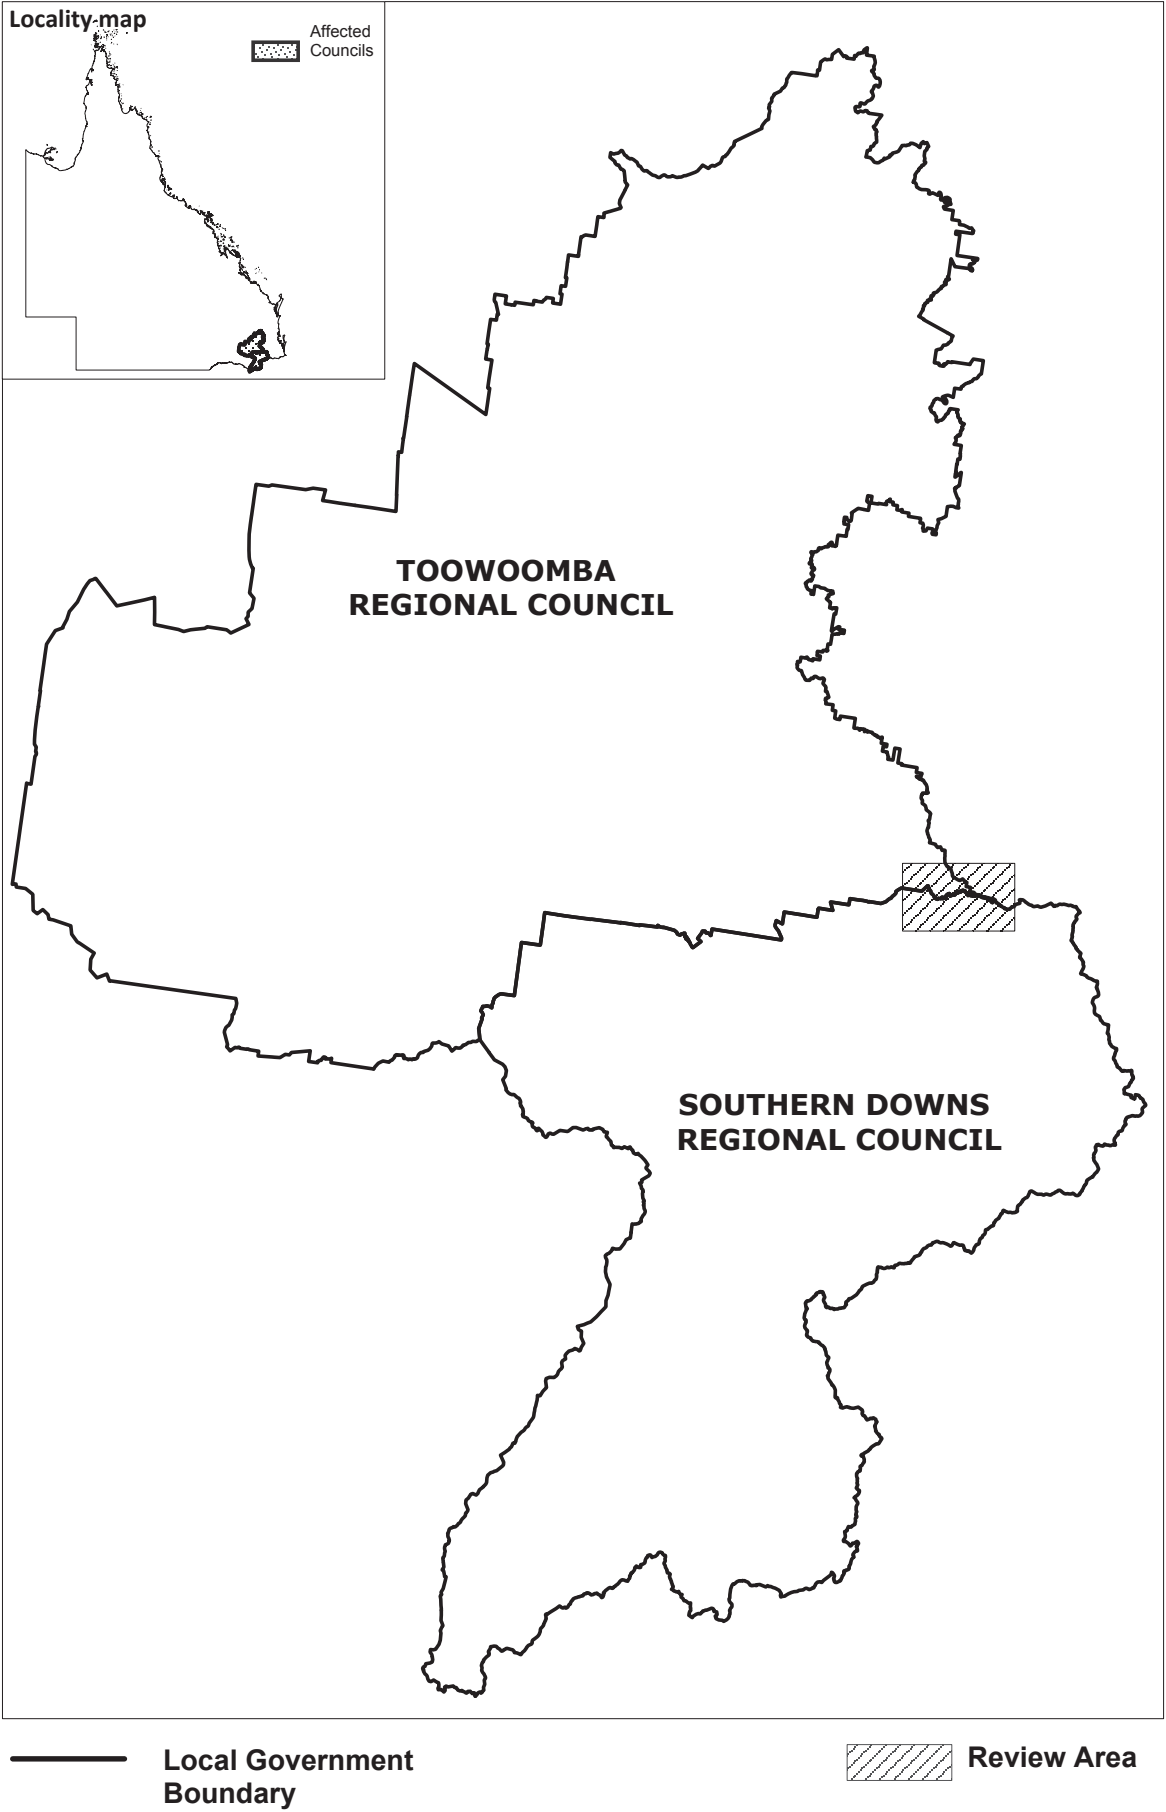 Locality map
Affected
Councils
TOOWOOMBA
REGIONAL COUNCIL
SOUTHERN DOWNS
REGIONAL COUNCIL
Local Government
Boundary
Review Area